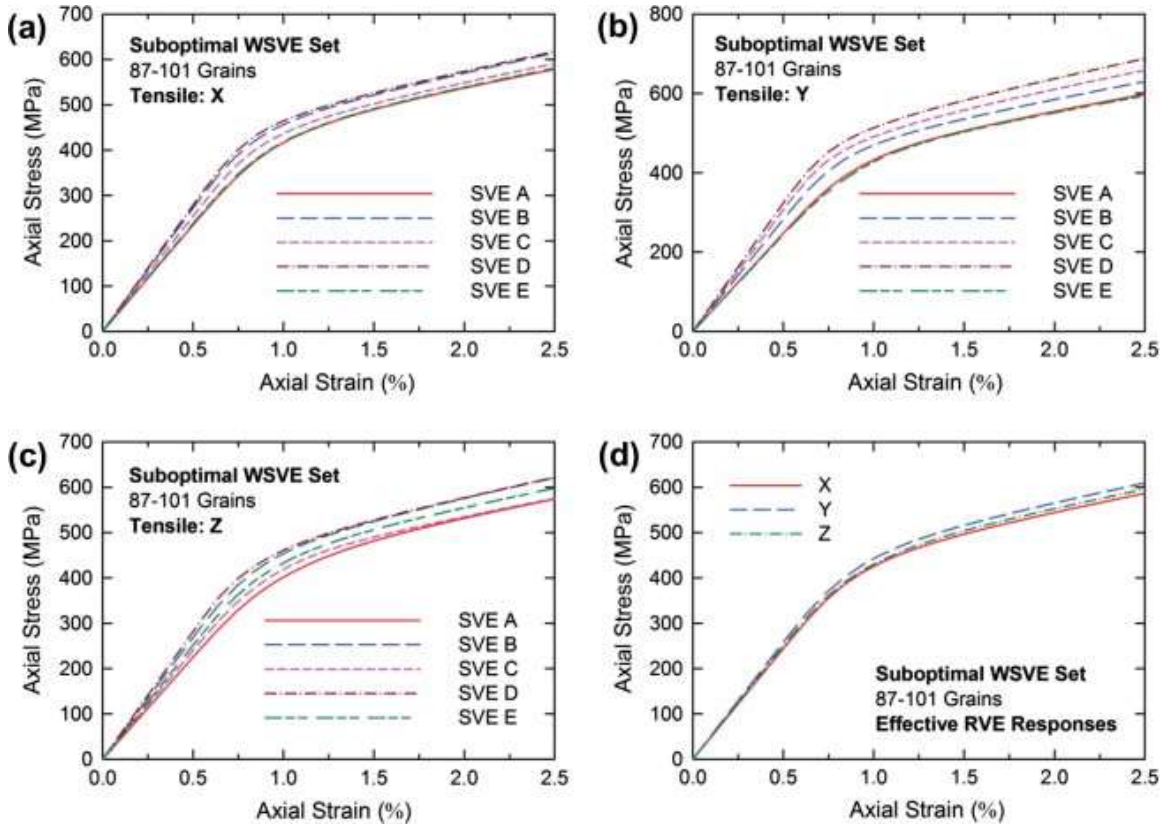 (a)
Suboptimal WSVE Set
87-101 Grains
Tensile: X
Axial Stress (MPa)
700
600
500
400
300
200
100
0
SVE A
SVE B
SVE C
SVE D
SVE E
0.0 0.5 1.0 1.5 2.0 2.5
Axial Strain (%)
(b)
Suboptimal WSVE Set
87-101 Grains
Tensile: Y
Axial Stress (MPa)
800
600
400
200
0
SVE A
SVE B
SVE C
SVE D
SVE E
0.0 0.5 1.0 1.5 2.0 2.5
Axial Strain (%)
(c)
Suboptimal WSVE Set
87-101 Grains
Tensile: Z
Axial Stress (MPa)
700
600
500
400
300
200
100
0
SVE A
SVE B
SVE C
SVE D
SVE E
0.0 0.5 1.0 1.5 2.0 2.5
Axial Strain (%)
(d)
X
Y
Z
Axial Stress (MPa)
700
600
500
400
300
200
100
0
Suboptimal WSVE Set
87-101 Grains
Effective RVE Responses
0.0 0.5 1.0 1.5 2.0 2.5
Axial Strain (%)